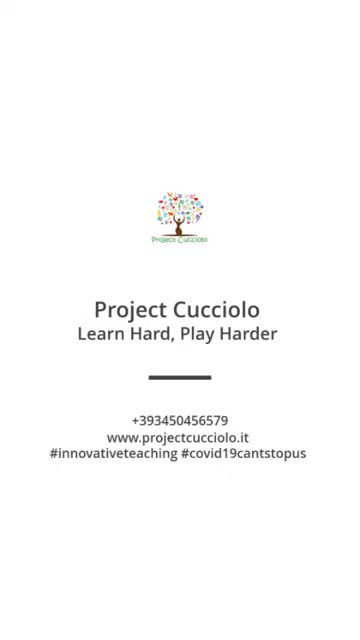 Project Cucciolo
Project Cucciolo
Learn Hard, Play Harder
+393450456579
www.projectcucciolo.it
#innovativeteaching #covid19cantstopus